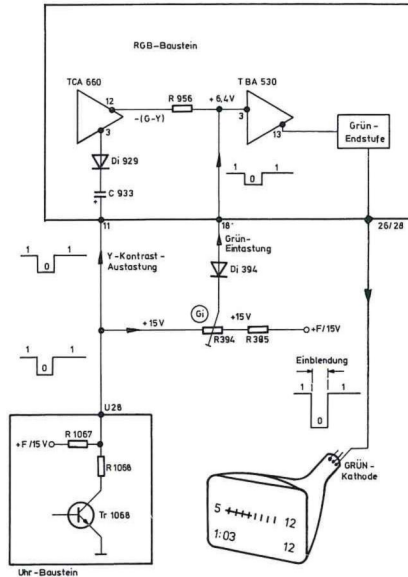 RGB-Baustein
TCA 660
12
3
-(G-Y)
R 956
+6,4V
TBA 530
3
13
Grün-
Endstufe
Di 929
C 933
+
1 0 1
11
18'
26/28
1 0 1
Y-Kontrast-
Austastung
Grün-
Eintastung
Di 394
Gi
+15V
+15V
R394
R385
+F/15V
1 0 1
Einblendung
1 1
0
U28
+F/15V
R 1067
R 1068
Tr 1068
Uhr-Baustein
GRÜN-
Kathode
5 12
1:03 12